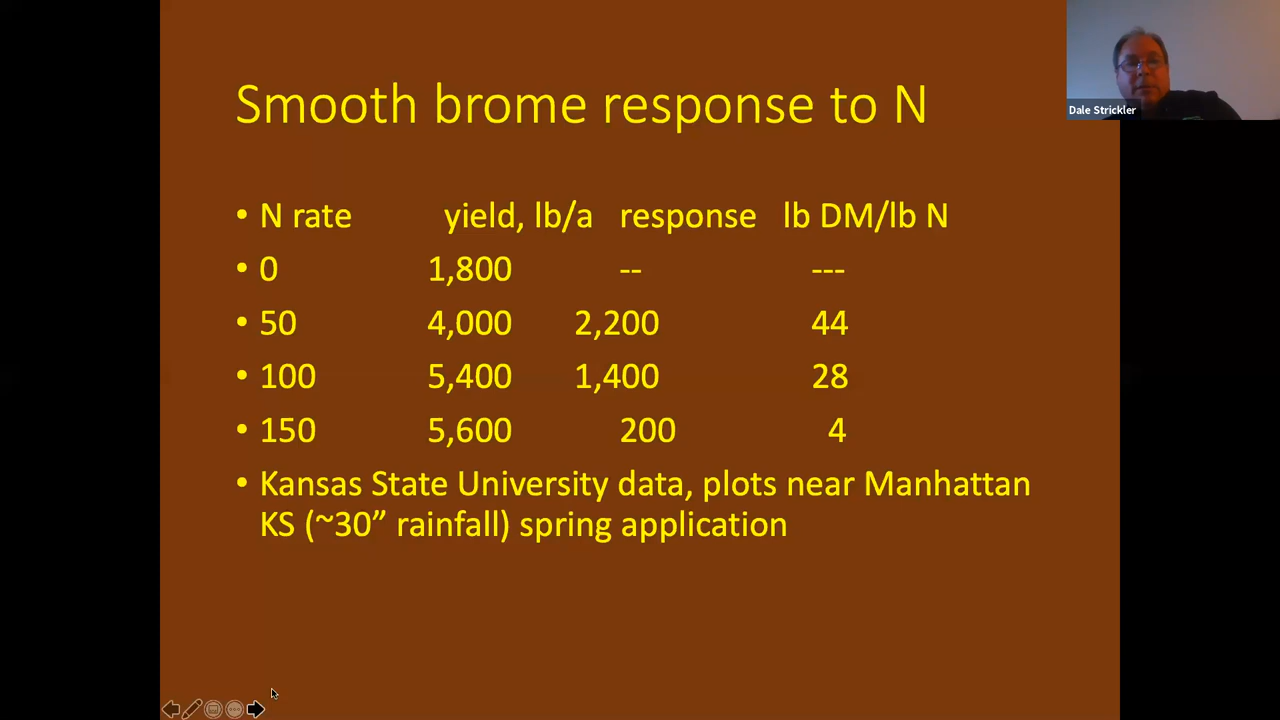 Dale Strickler
Smooth brome response to N
• N rate yield, lb/a response lb DM/lb N
• 0 1,800 -- ---
• 50 4,000 2,200 44
• 100 5,400 1,400 28
• 150 5,600 200 4
• Kansas State University data, plots near Manhattan
KS (~30” rainfall) spring application